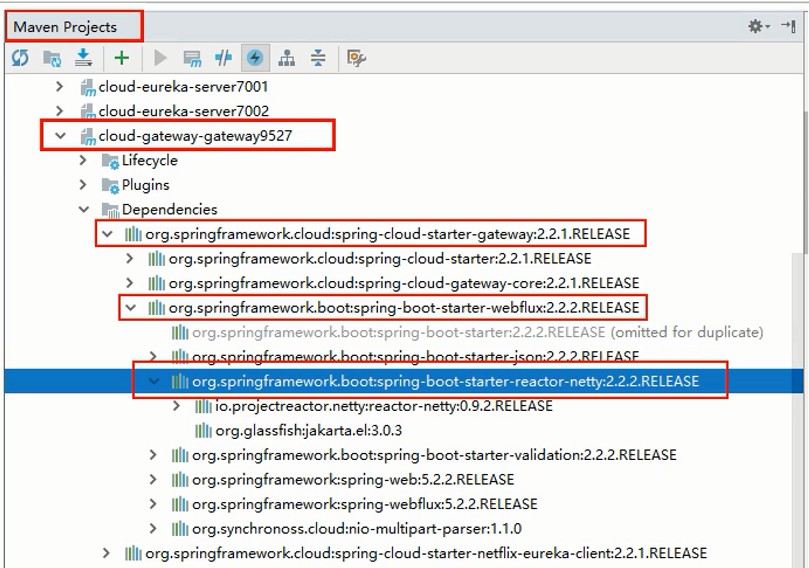 Maven Projects
cloud-eureka-server7001
cloud-eureka-server7002
cloud-gateway-gateway9527
Lifecycle
Plugins
Dependencies
org.springframework.cloud:spring-cloud-starter-gateway:2.2.1.RELEASE
org.springframework.cloud:spring-cloud-starter:2.2.1.RELEASE
org.springframework.cloud:spring-cloud-gateway-core:2.2.1.RELEASE
org.springframework.boot:spring-boot-starter-webflux:2.2.2.RELEASE
org.springframework.boot:spring-boot-starter:2.2.2.RELEASE (omitted for duplicate)
org.springframework.boot:spring-boot-starter-json:2.2.2.RELEASE
org.springframework.boot:spring-boot-starter-reactor-netty:2.2.2.RELEASE
io.projectreactor.netty:reactor-netty:0.9.2.RELEASE
org.glassfish:jakarta.el:3.0.3
org.springframework.boot:spring-boot-starter-validation:2.2.2.RELEASE
org.springframework:spring-web:5.2.2.RELEASE
org.springframework:spring-webflux:5.2.2.RELEASE
org.synchronoss.cloud:nio-multipart-parser:1.1.0
org.springframework.cloud:spring-cloud-starter-netflix-eureka-client:2.2.1.RELEASE